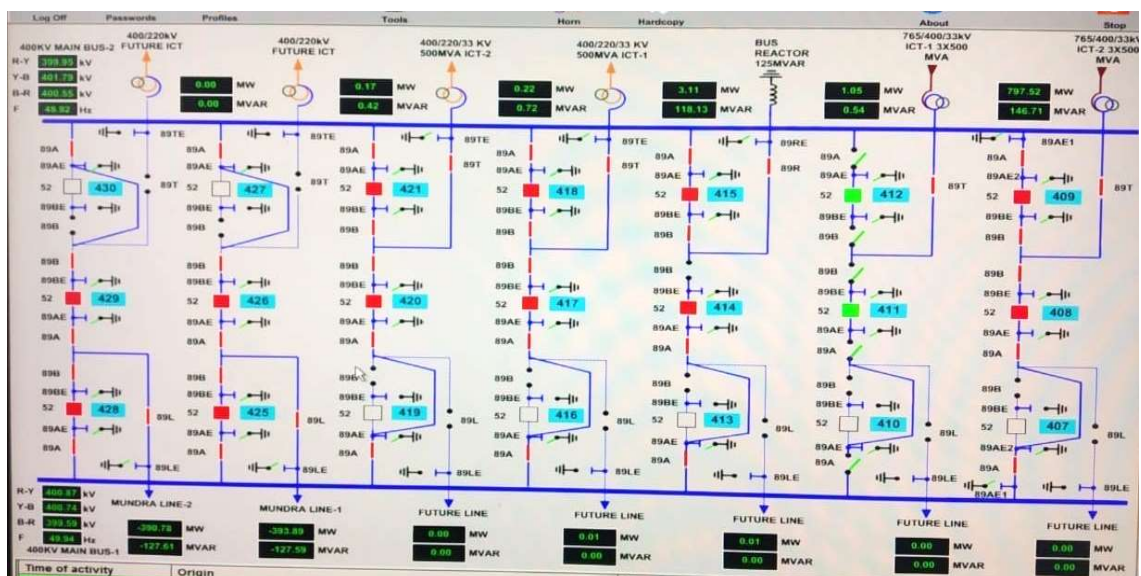 Log Off Passwords Profiles Tools Horn Hardcopy About Stop
400KV MAIN BUS-2
R-Y 399.95 kV
Y-B 401.79 kV
B-R 400.55 kV
F 49.92 Hz
400/220kV
FUTURE ICT
400/220kV
FUTURE ICT
400/220/33 KV
500MVA ICT-2
400/220/33 KV
500MVA ICT-1
BUS
REACTOR
125MVAR
765/400/33kV
ICT-1 3X500
MVA
765/400/33kV
ICT-2 3X500
MVA
0.00 MW 0.17 MW 0.22 MW 3.11 MW 1.05 MW 797.52 MW
0.00 MVAR 0.42 MVAR 0.72 MVAR 118.13 MVAR 0.54 MVAR 146.71 MVAR
89TE 89TE 89TE 89TE 89RE 89AE1
89A 89A 89A 89A 89A 89A 89A
89T 89T 89T 89T 89R 89T 89T
89AE 89AE 89AE 89AE 89AE 89AE2
52 430 52 427 52 421 52 418 52 415 52 412 52 409
89BE 89BE 89BE 89BE 89BE 89BE 89BE
89B 89B 89B 89B 89B 89B 89B
89B 89B 89B 89B 89B 89B 89B
89BE 89BE 89BE 89BE 89BE 89BE 89BE
52 429 52 426 52 420 52 417 52 414 52 411 52 408
89AE 89AE 89AE 89AE 89AE 89AE 89AE
89A 89A 89A 89A 89A 89A 89A
89B 89B 89B 89B 89B 89B 89B
89BE 89BE 89BE 89BE 89BE 89BE 89BE
52 428 89L 52 425 89L 52 419 89L 52 416 89L 52 413 89L 52 410 89L 52 407 89L
89AE 89AE 89AE 89AE 89AE 89AE 89AE2
89A 89A 89A 89A 89A 89A 89A
89LE 89LE 89LE 89LE 89LE 89LE 89AE1 89LE
R-Y 400.87 kV
Y-B 400.74 kV
B-R 399.59 kV
F 49.94 Hz
400KV MAIN BUS-1
MUNDRA LINE-2 MUNDRA LINE-1 FUTURE LINE FUTURE LINE FUTURE LINE FUTURE LINE FUTURE LINE
-390.78 MW -393.89 MW 0.00 MW 0.01 MW 0.01 MW 0.00 MW 0.00 MW
-127.61 MVAR -127.59 MVAR 0.00 MVAR 0.00 MVAR 0.00 MVAR 0.00 MVAR 0.00 MVAR
Time of activity Origin